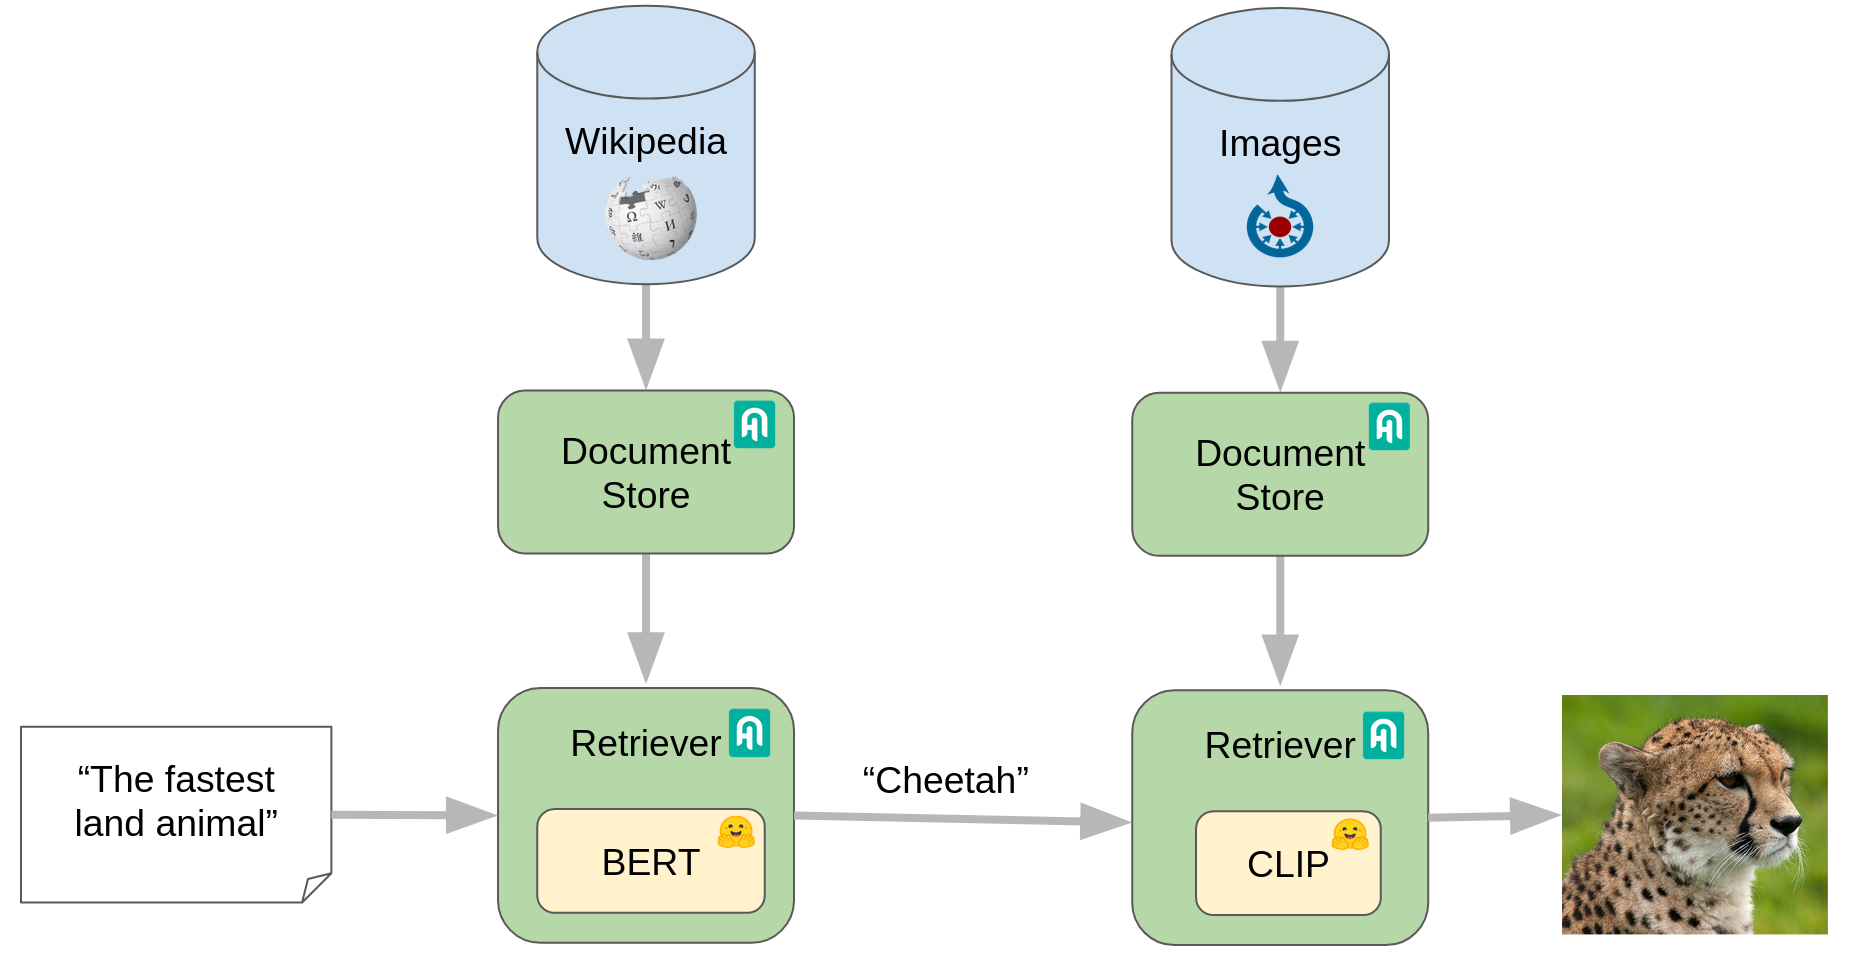 Wikipedia
Images
Document
Store
Document
Store
Retriever
Retriever
“The fastest
land animal”
“Cheetah”
BERT
CLIP